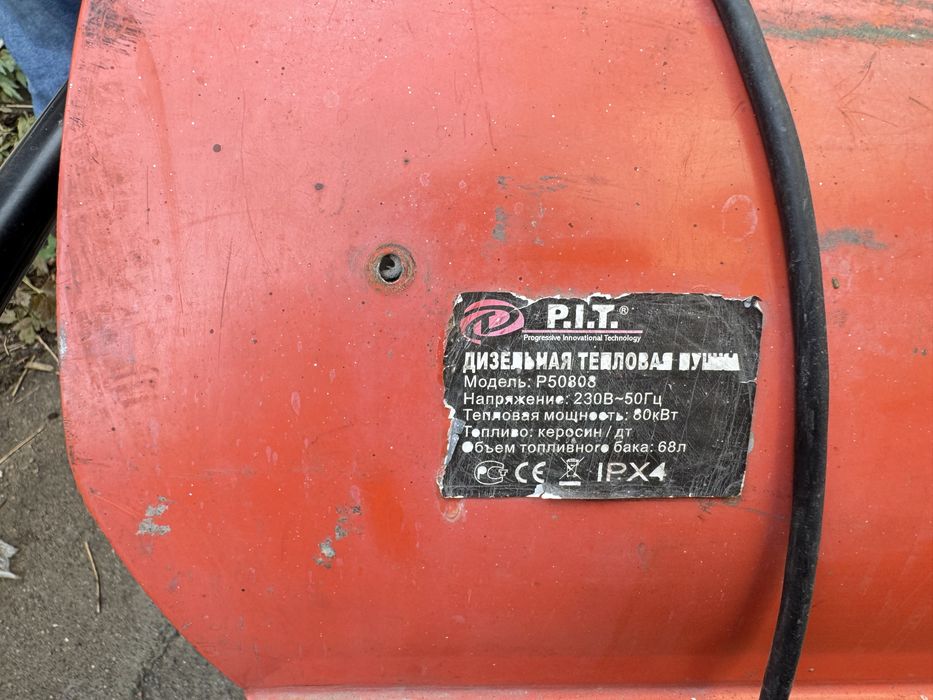 P.I.T.®
Progressive Innovational Technology
ДИЗЕЛЬНАЯ ТЕПЛОВАЯ ПУШКА
Модель: P50808
Напряжение: 230В~50Гц
Тепловая мощность: 80кВт
Топливо: керосин / дт
Объем топливного бака: 68л
CE IPX4